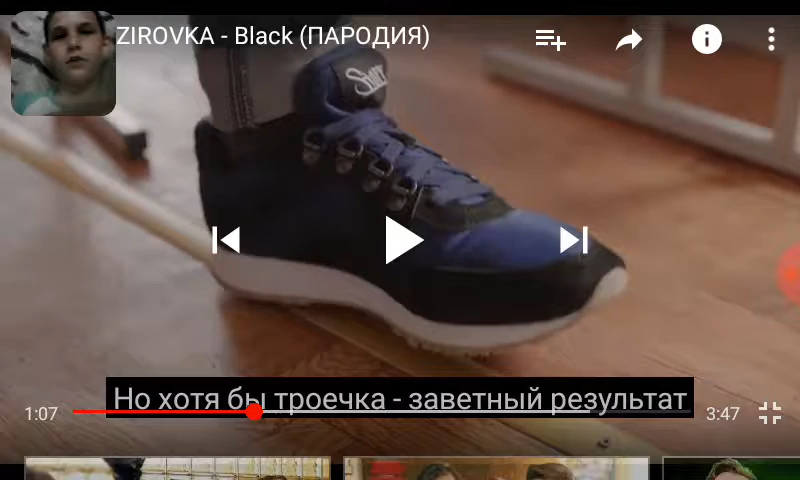 ZIROVKA - Black (ПАРОДИЯ)
Но хотя бы троечка - заветный результат
1:07
3:47